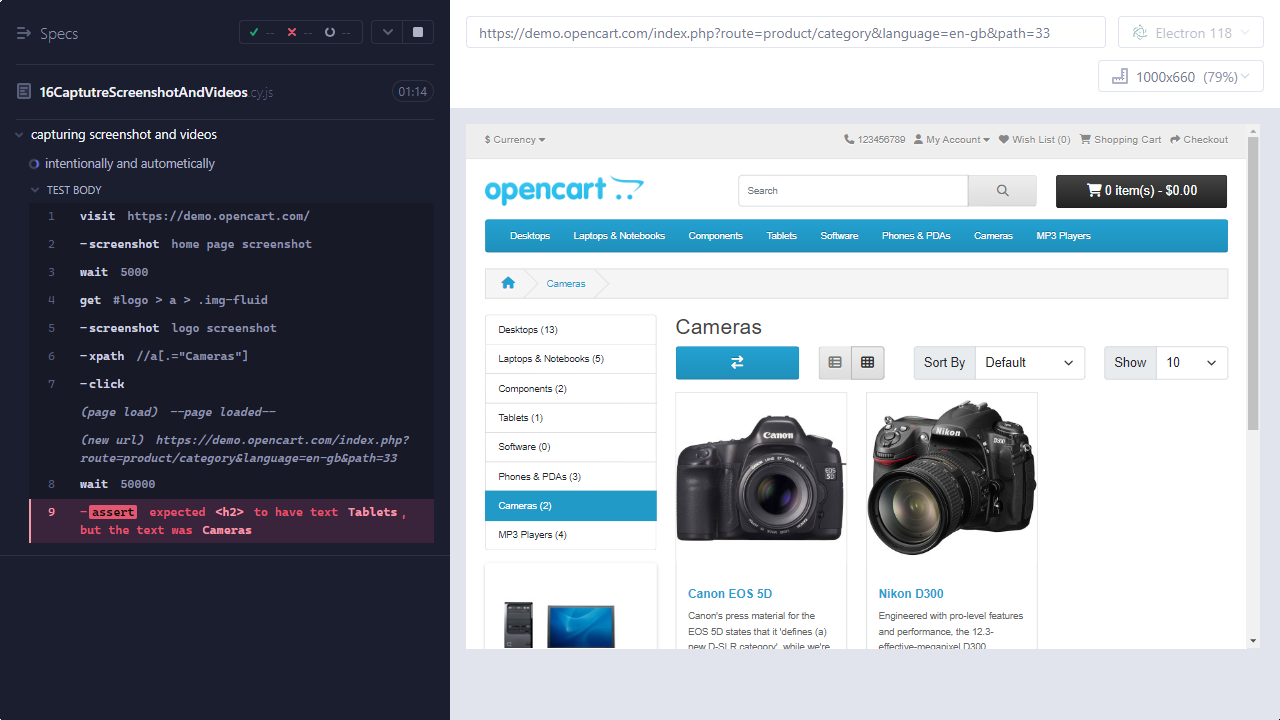 Specs
-- -- --
16CaptutreScreenshotAndVideos.cy.js
01:14
capturing screenshot and videos
intentionally and autometically
TEST BODY
1 visit https://demo.opencart.com/
2 -screenshot home page screenshot
3 wait 5000
4 get #logo > a > .img-fluid
5 -screenshot logo screenshot
6 -xpath //a[.="Cameras"]
7 -click
(page load) --page loaded--
(new url) https://demo.opencart.com/index.php?
route=product/category&language=en-gb&path=33
8 wait 50000
9 -assert expected <h2> to have text Tablets,
but the text was Cameras
https://demo.opencart.com/index.php?route=product/category&language=en-gb&path=33
Electron 118
1000x660 (79%)
$ Currency
123456789 My Account Wish List (0) Shopping Cart Checkout
opencart
Search
0 item(s) - $0.00
Desktops Laptops & Notebooks Components Tablets Software Phones & PDAs Cameras MP3 Players
Cameras
Desktops (13)
Laptops & Notebooks (5)
Components (2)
Tablets (1)
Software (0)
Phones & PDAs (3)
Cameras (2)
MP3 Players (4)
Cameras
Sort By Default
Show 10
Canon
EOS
5D
Nikon
D300
Canon EOS 5D
Canon's press material for the
EOS 5D states that it 'defines (a)
new D-SLR category', while we're
Nikon D300
Engineered with pro-level features
and performance, the 12.3-
effective-megapixel D300